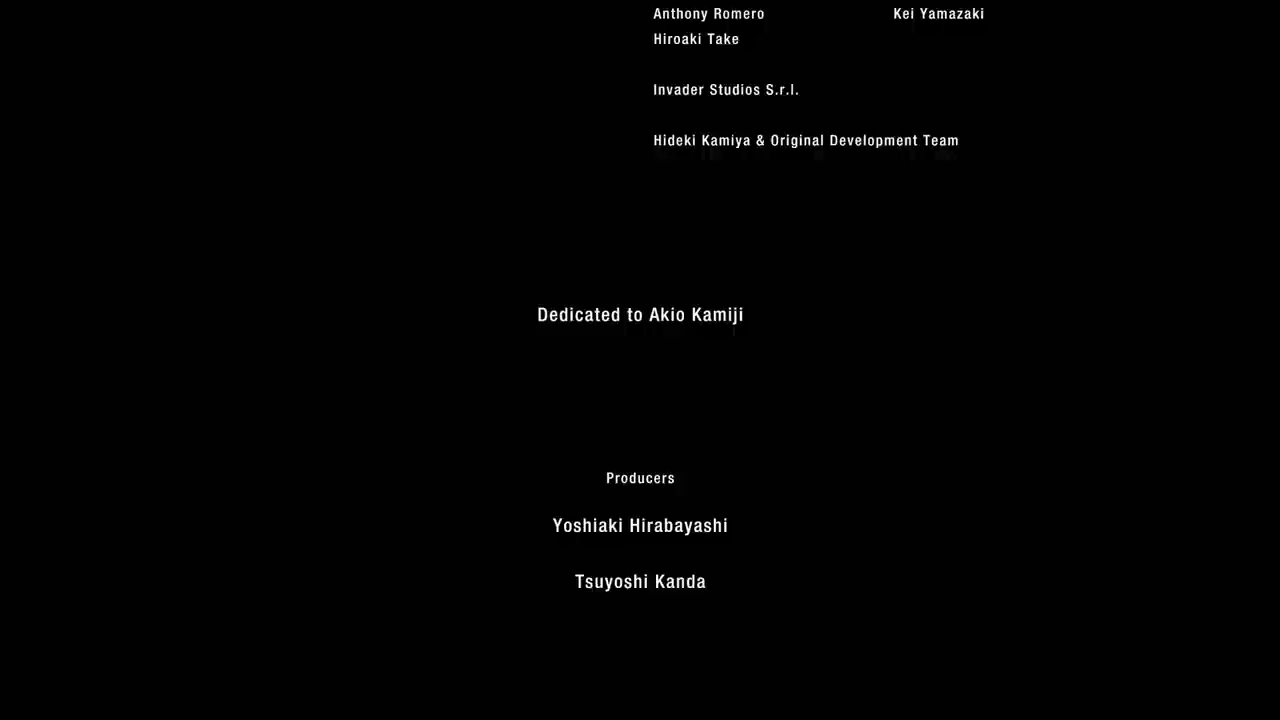 Anthony Romero Kei Yamazaki
Hiroaki Take
Invader Studios S.r.l.
Hideki Kamiya & Original Development Team
Dedicated to Akio Kamiji
Producers
Yoshiaki Hirabayashi
Tsuyoshi Kanda